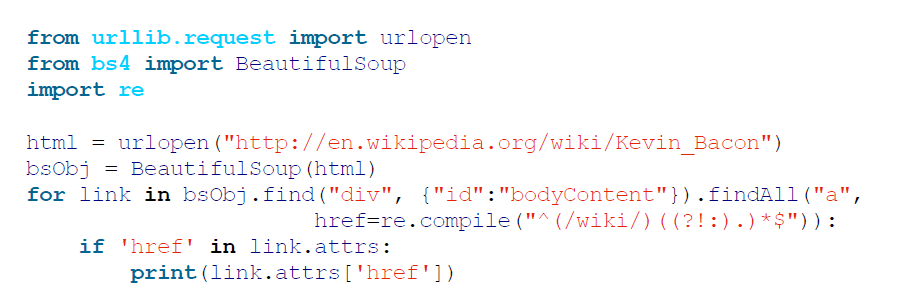 from urllib.request import urlopen
from bs4 import BeautifulSoup
import re

html = urlopen("http://en.wikipedia.org/wiki/Kevin_Bacon")
bsObj = BeautifulSoup(html)
for link in bsObj.find("div", {"id":"bodyContent"}).findAll("a",
                      href=re.compile("^(/wiki/)((?!:).)*$")):
    if 'href' in link.attrs:
        print(link.attrs['href'])